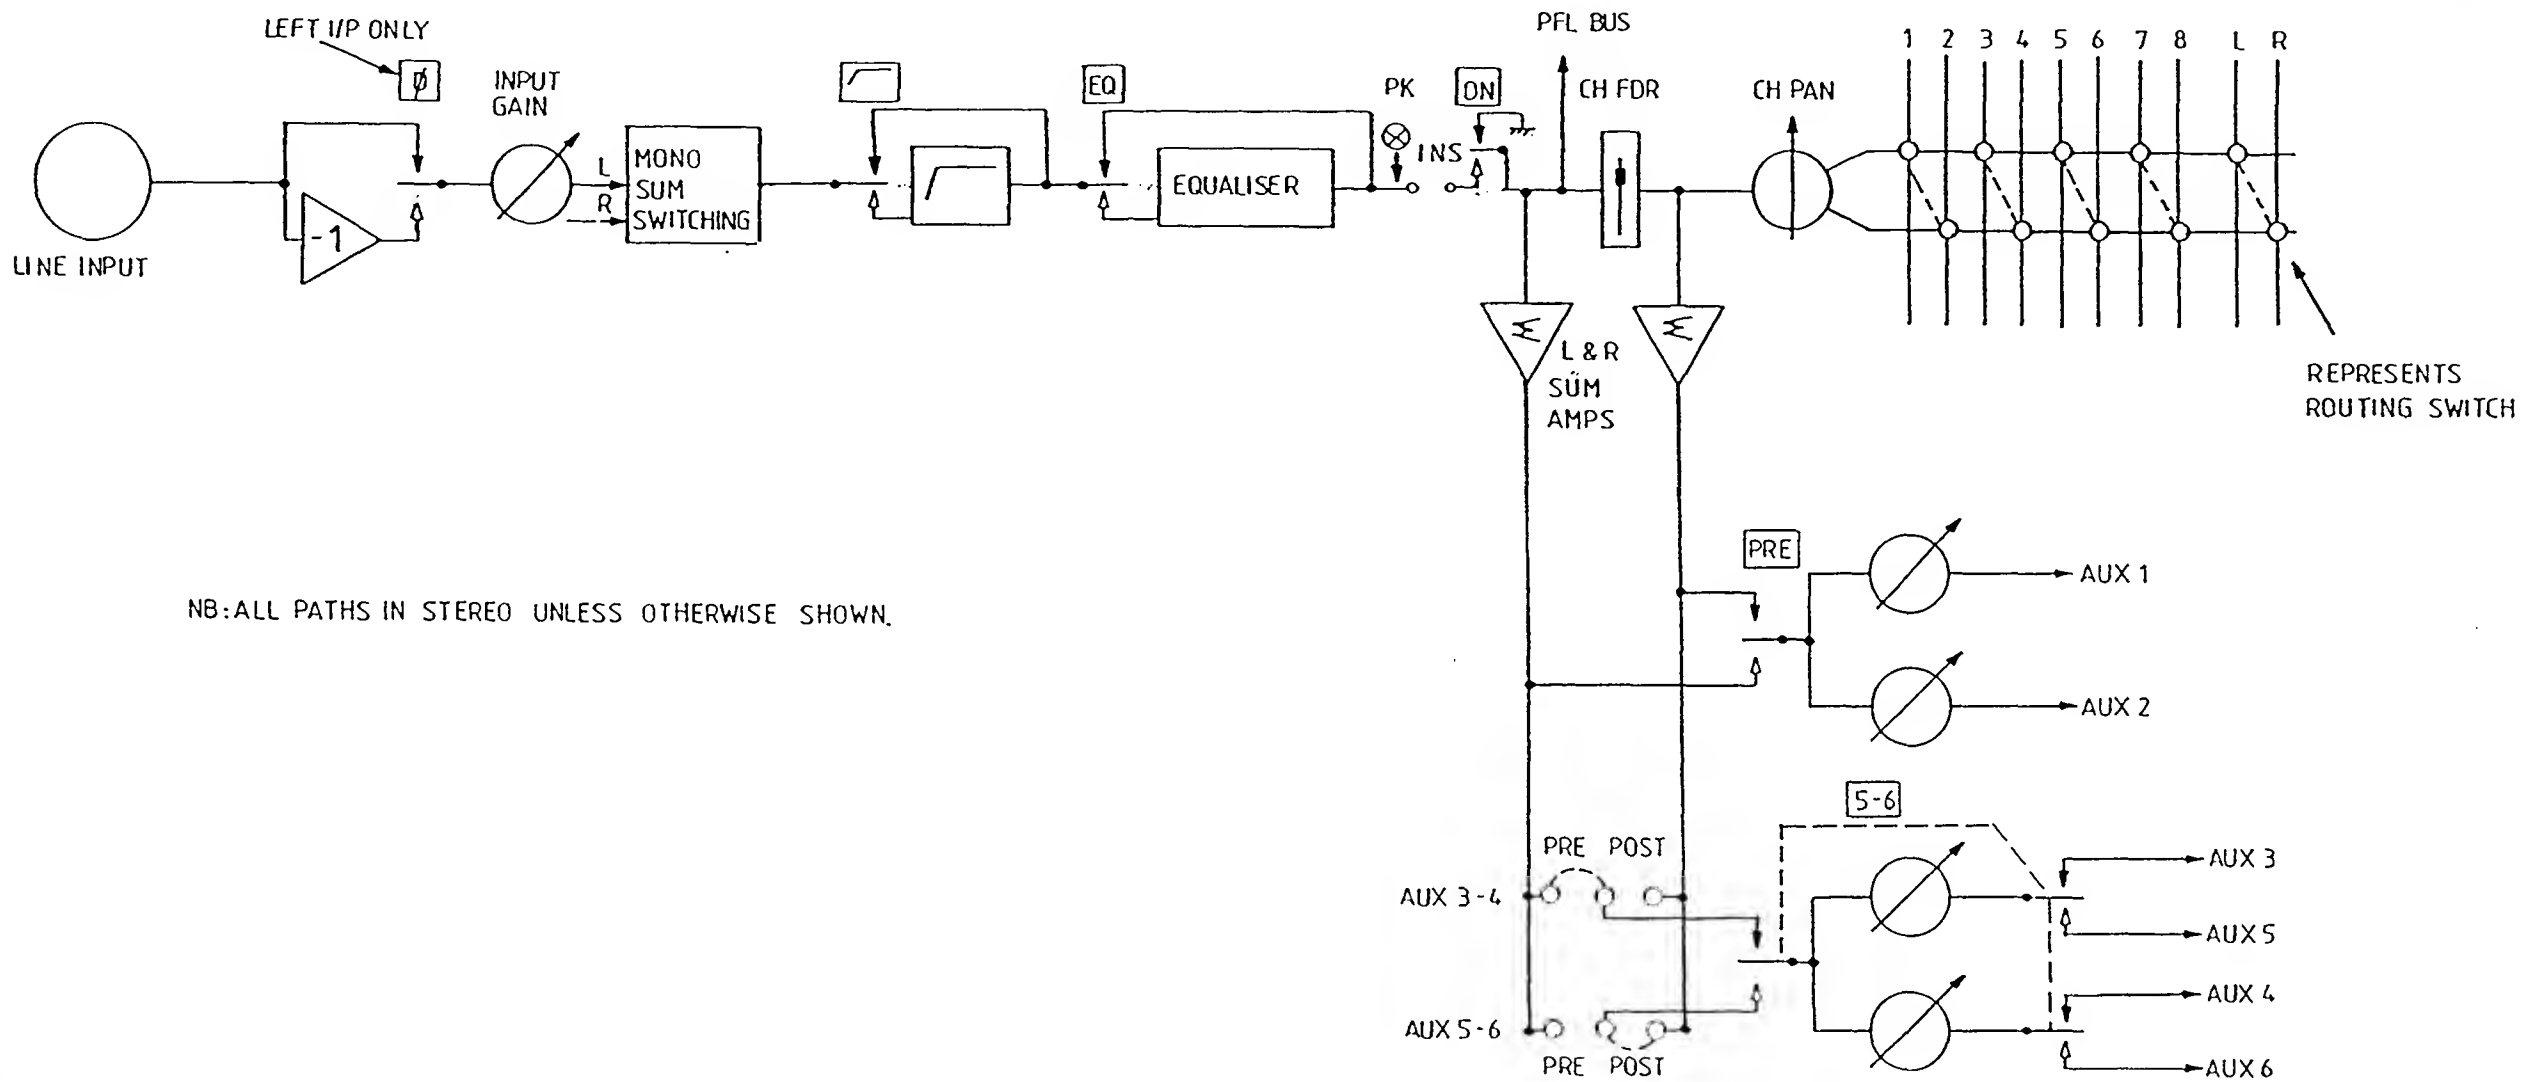 LEFT I/P ONLY
ø
INPUT
GAIN
L
R
MONO
SUM
SWITCHING
-1
LINE INPUT
EQ
EQUALISER
PK
INS
ON
PFL BUS
CH FDR
CH PAN
1 2 3 4 5 6 7 8 L R
REPRESENTS
ROUTING SWITCH
Σ
Σ
L & R
SUM
AMPS
NB:ALL PATHS IN STEREO UNLESS OTHERWISE SHOWN.
PRE
AUX 1
AUX 2
5-6
PRE POST
AUX 3-4
AUX 5-6
PRE POST
AUX 3
AUX 5
AUX 4
AUX 6